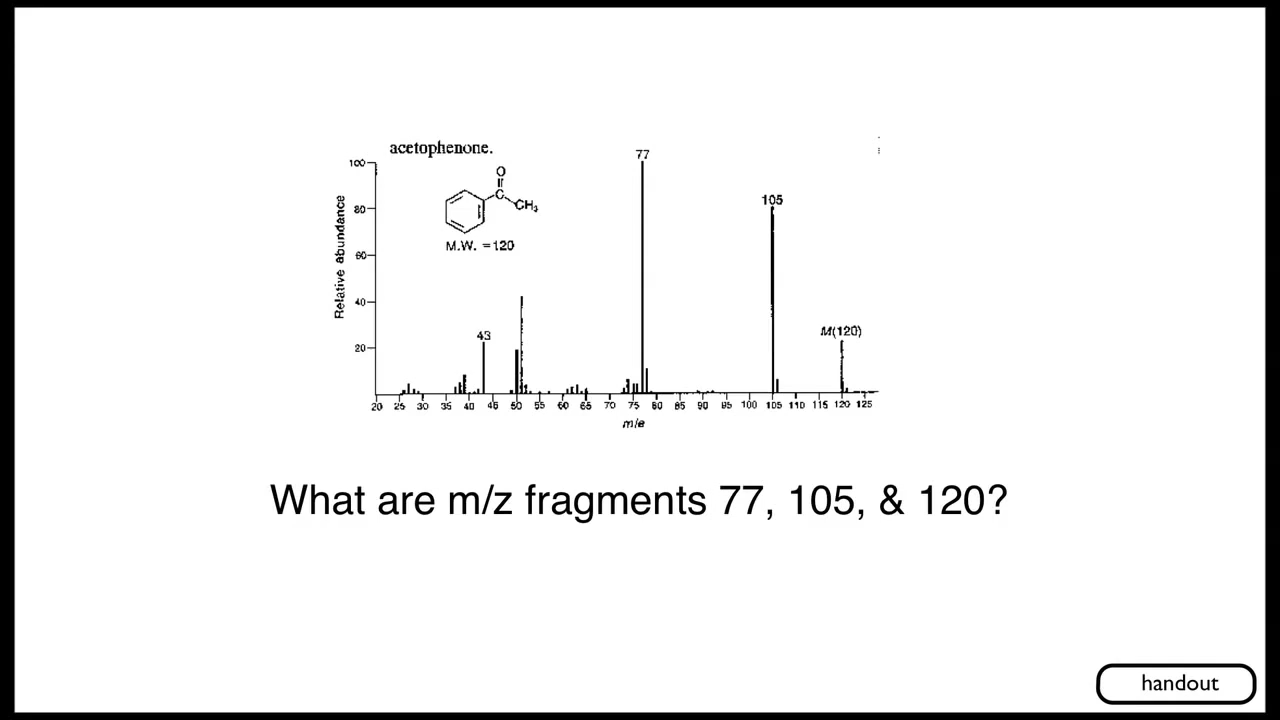 acetophenone.
77
100
O
C
CH3
105
80
M.W. =120
60
Relative abundance
M(120)
43
40
20
20 25 30 35 40 45 50 55 60 65 70 75 80 85 90 95 100 105 110 115 120 125
m/e
What are m/z fragments 77, 105, & 120?
handout